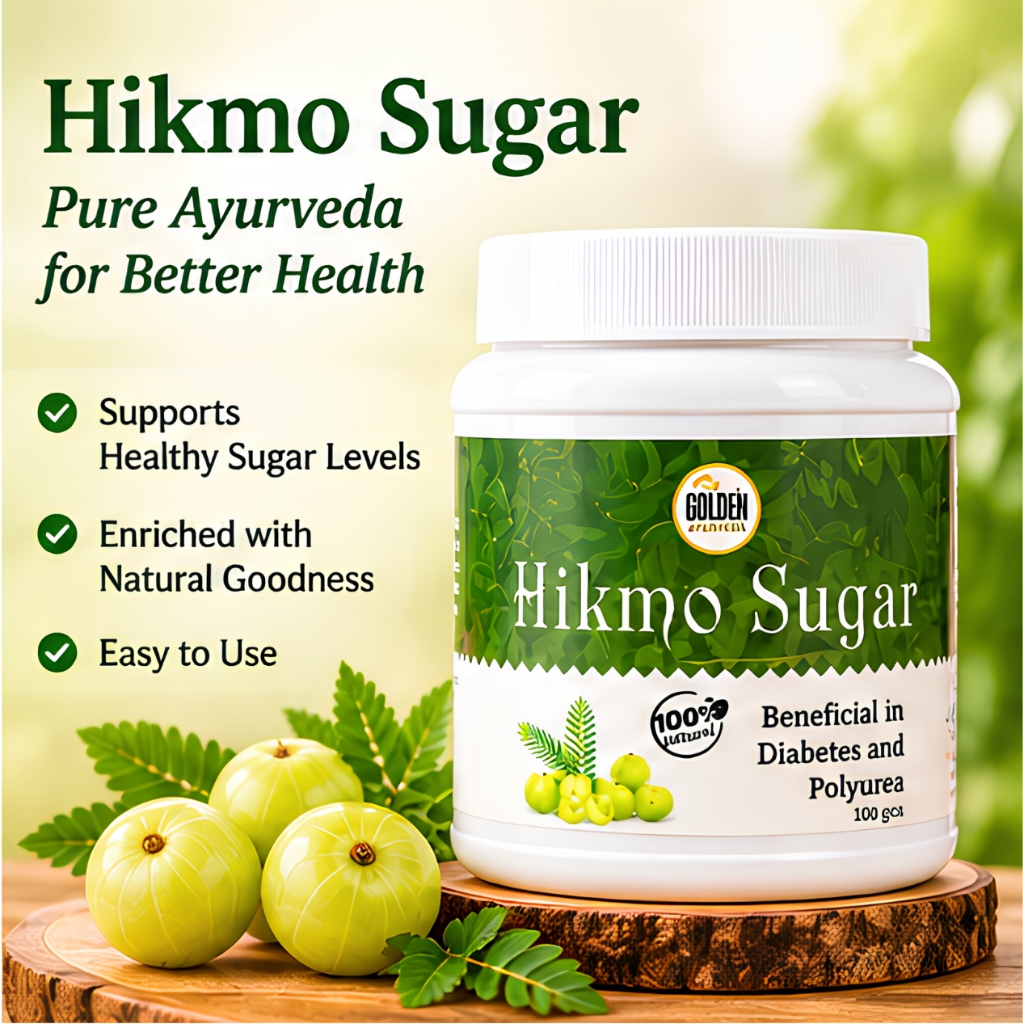 Hikmo Sugar
Pure Ayurveda
for Better Health
Supports
Healthy Sugar Levels
Enriched with
Natural Goodness
Easy to Use
GOLDEN
Hikmo Sugar
100%
Beneficial in
Diabetes and
Polyurea
100